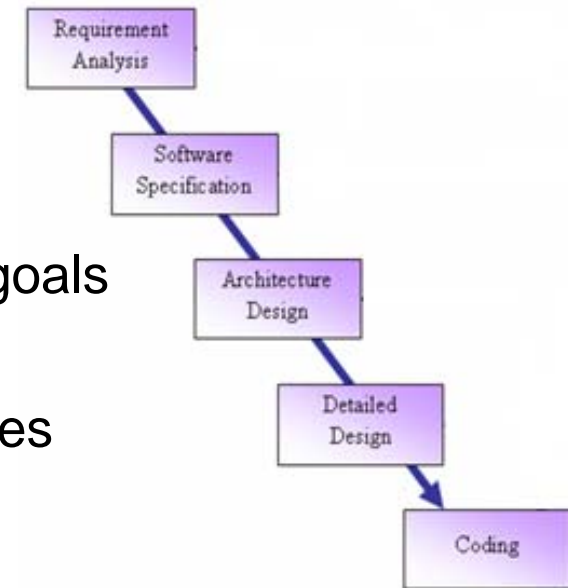 Requirement
Analysis
Software
Specification
goals
Architecture
Design
es
Detailed
Design
Coding